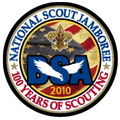 NATIONAL SCOUT JAMBOREE
BSA
2010
100 YEARS OF SCOUTING